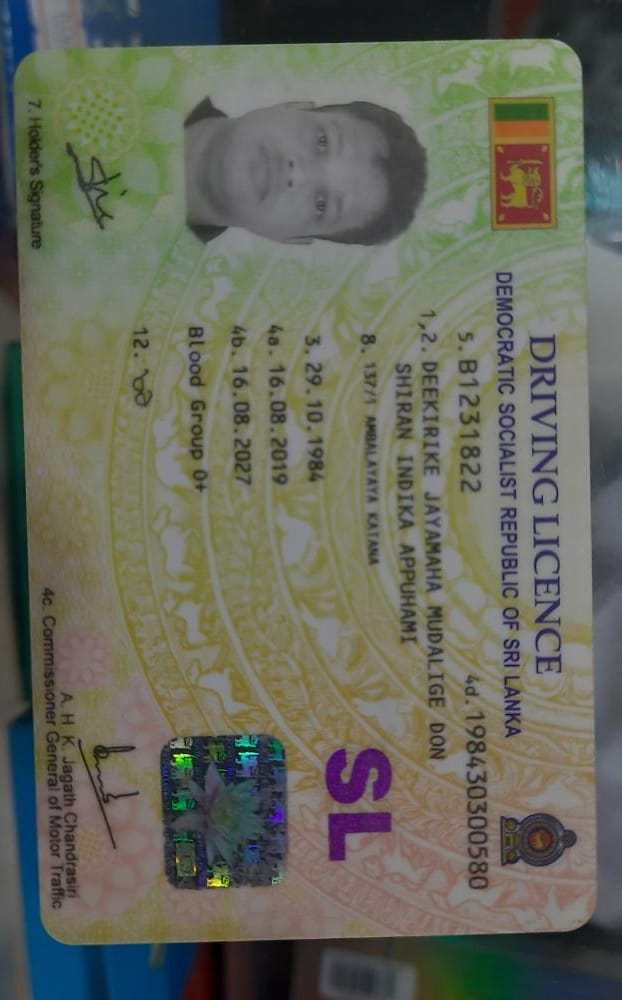 DRIVING LICENCE
DEMOCRATIC SOCIALIST REPUBLIC OF SRI LANKA
5. B1231822 4d. 198430300580
1,2. DEEKIRIKE JAYAMAHA MUDALIGE DON
SHIRAN INDIKA APPUHAMI
8. 137/1 AMBALAYAYA KATANA
SL
3. 29.10.1984
4a. 16.08.2019
4b. 16.08.2027
Blood Group O+
12.
7. Holder's Signature
A. H. K. Jagath Chandrasiri
4c. Commissioner General of Motor Traffic